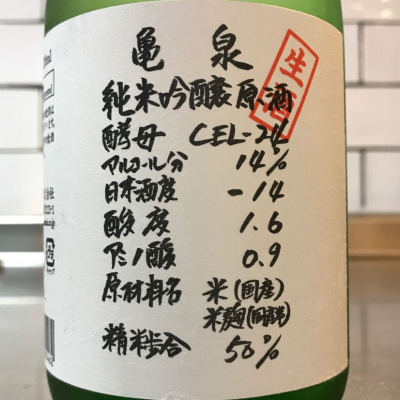 亀 泉
生酒
純米吟醸原酒
酵母 CEL-24
アルコール分 14%
日本酒度 -14
酸度 1.6
アミノ酸 0.9
原材料名 米(国産)
米麹(国産米)
精米歩合 50%